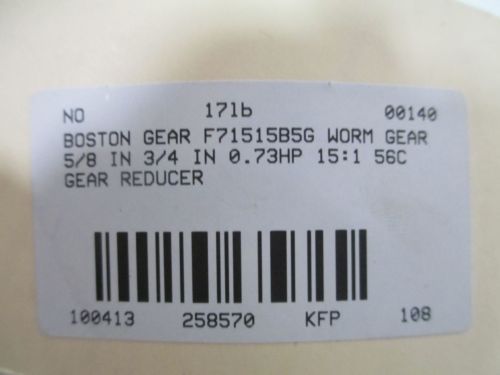 NO 17lb 00140
BOSTON GEAR F71515B5G WORM GEAR
5/8 IN 3/4 IN 0.73HP 15:1 56C
GEAR REDUCER
100413 258570 KFP 108